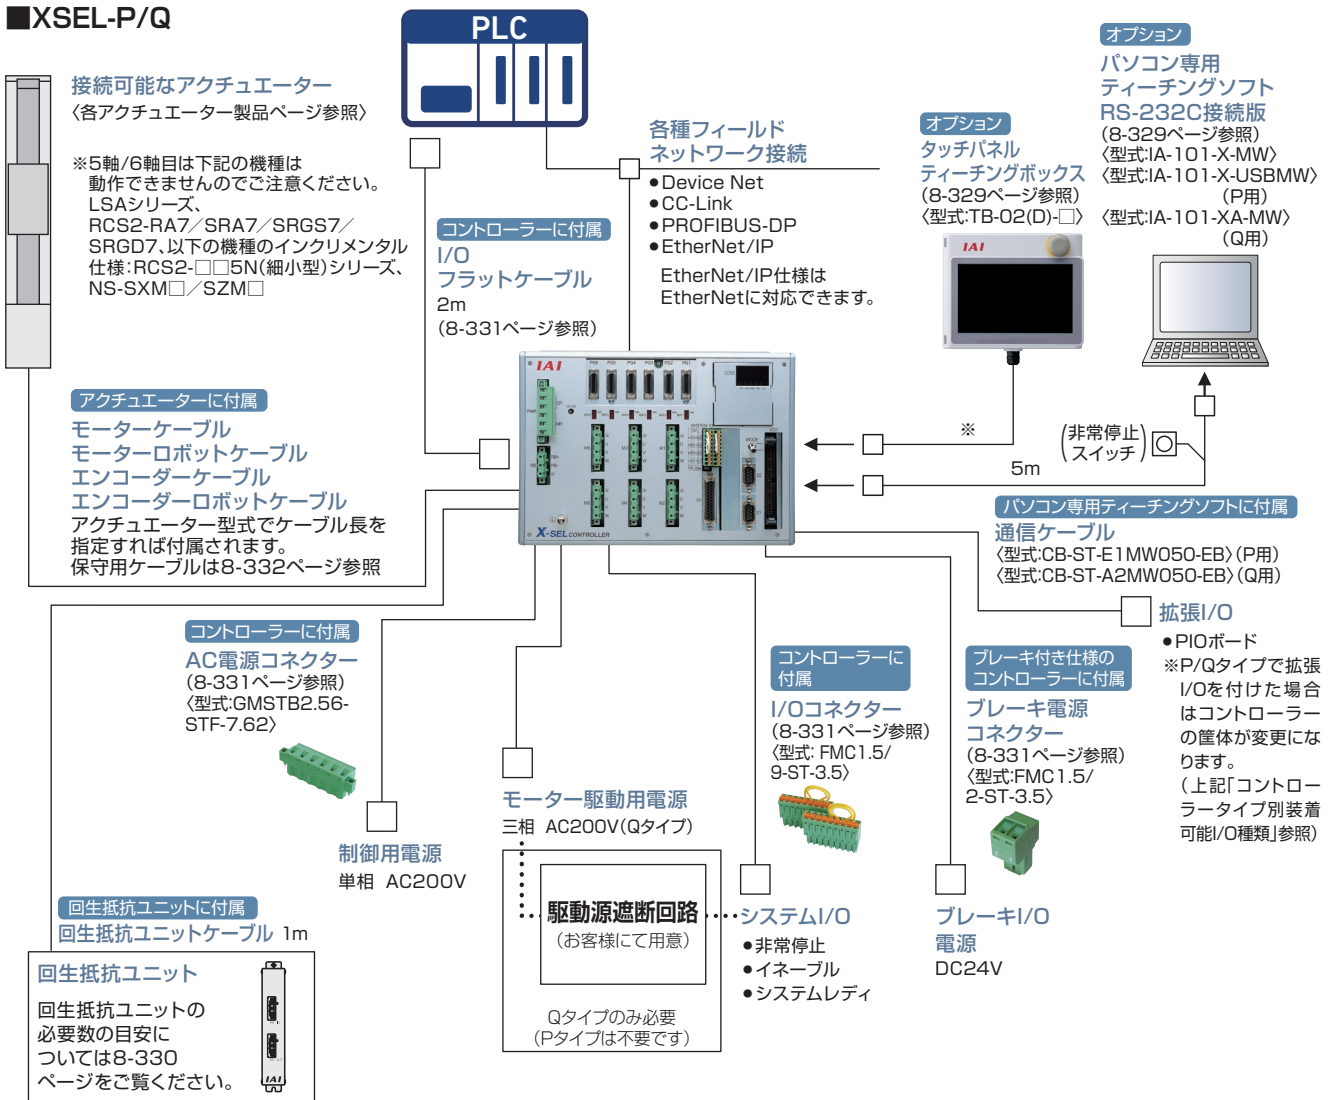 ■XSEL-P/Q
PLC
接続可能なアクチュエーター
〈各アクチュエーター製品ページ参照〉
※5軸/6軸目は下記の機種は
動作できませんのでご注意ください。
LSAシリーズ、
RCS2-RA7／SRA7／SRGS7／
SRGD7、以下の機種のインクリメンタル
仕様:RCS2-□□5N(細小型)シリーズ、
NS-SXM□／SZM□
コントローラーに付属
I/O
フラットケーブル
2m
(8-331ページ参照)
各種フィールド
ネットワーク接続
●Device Net
●CC-Link
●PROFIBUS-DP
●EtherNet/IP
EtherNet/IP仕様は
EtherNetに対応できます。
オプション
タッチパネル
ティーチングボックス
(8-329ページ参照)
〈型式:TB-02(D)-□〉
オプション
パソコン専用
ティーチングソフト
RS-232C接続版
(8-329ページ参照)
〈型式:IA-101-X-MW〉
〈型式:IA-101-X-USBMW〉
(P用)
〈型式:IA-101-XA-MW〉
(Q用)
IAI
IAI
PG6 PG5 PG4 PG3 PG2 PG1
CODE
MODE
X-SEL CONTROLLER
※
5m
(非常停止
スイッチ)
アクチュエーターに付属
モーターケーブル
モーターロボットケーブル
エンコーダーケーブル
エンコーダーロボットケーブル
アクチュエーター型式でケーブル長を
指定すれば付属されます。
保守用ケーブルは8-332ページ参照
パソコン専用ティーチングソフトに付属
通信ケーブル
〈型式:CB-ST-E1MW050-EB〉(P用)
〈型式:CB-ST-A2MW050-EB〉(Q用)
拡張I/O
●PIOボード
※P/Qタイプで拡張
I/Oを付けた場合
はコントローラー
の筐体が変更にな
ります。
(上記「コントロー
ラータイプ別装着
可能I/O種類」参照)
コントローラーに付属
AC電源コネクター
(8-331ページ参照)
〈型式:GMSTB2.56-
STF-7.62〉
制御用電源
単相 AC200V
モーター駆動用電源
三相 AC200V(Qタイプ)
駆動源遮断回路
(お客様にて用意)
Qタイプのみ必要
(Pタイプは不要です)
コントローラーに
付属
I/Oコネクター
(8-331ページ参照)
〈型式: FMC1.5/
9-ST-3.5〉
システムI/O
●非常停止
●イネーブル
●システムレディ
ブレーキ付き仕様の
コントローラーに付属
ブレーキ電源
コネクター
(8-331ページ参照)
〈型式:FMC1.5/
2-ST-3.5〉
ブレーキI/O
電源
DC24V
回生抵抗ユニットに付属
回生抵抗ユニットケーブル 1m
回生抵抗ユニット
回生抵抗ユニットの
必要数の目安に
ついては8-330
ページをご覧ください。
IAI